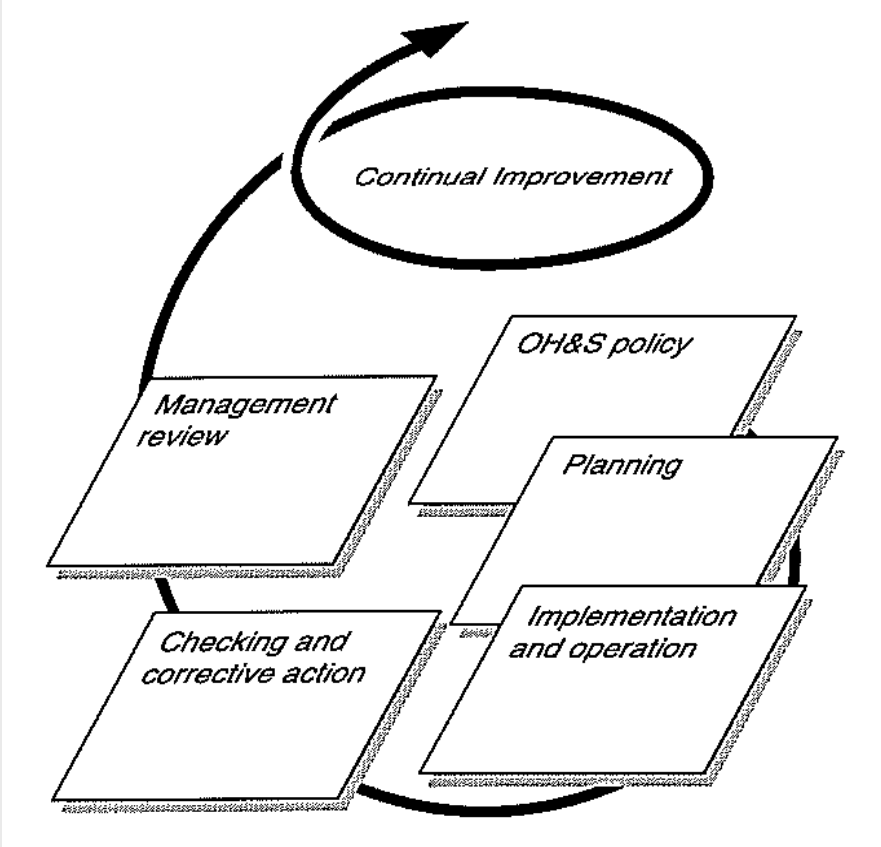 Continual Improvement
OH&S policy
Management
review
Planning
Implementation
and operation
Checking and
corrective action